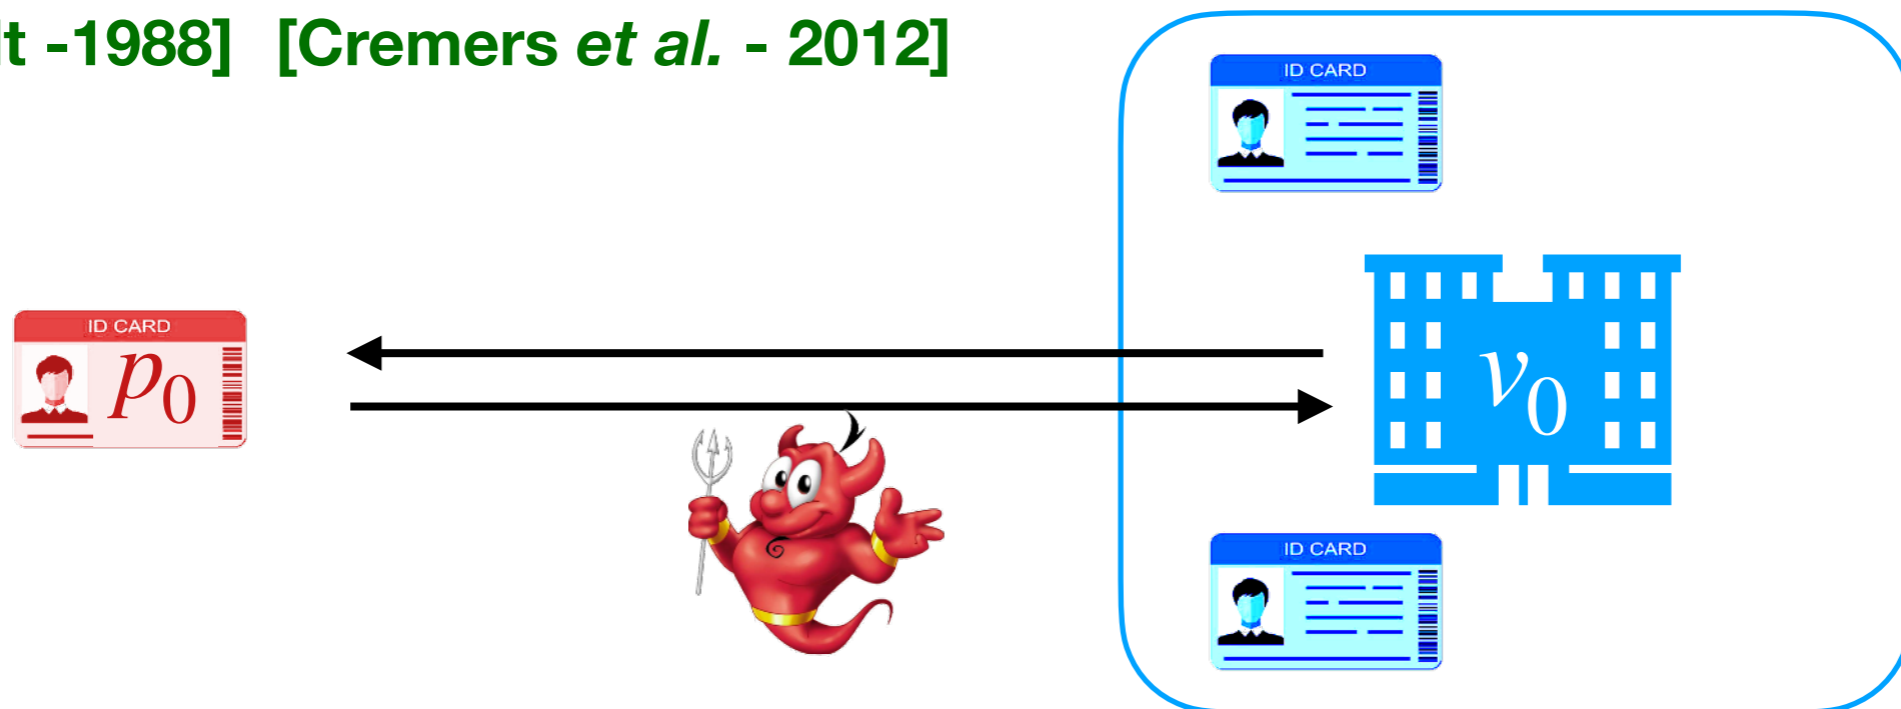 -1988] [Cremers et al. - 2012]
ID CARD
ID CARD
p0
v0
ID CARD